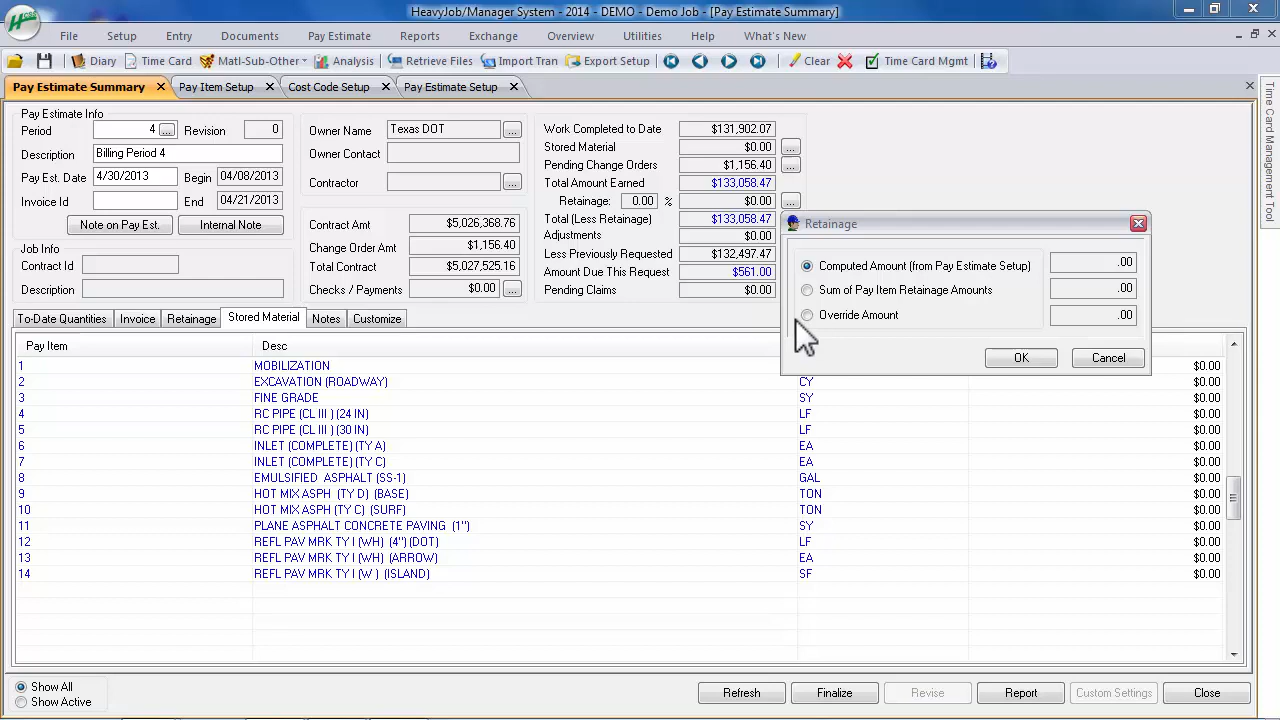 HeavyJob/Manager System - 2014 - DEMO - Demo Job - [Pay Estimate Summary]
File Setup Entry Documents Pay Estimate Reports Exchange Overview Utilities Help What's New
Diary Time Card Matl-Sub-Other Analysis Retrieve Files Import Tran Export Setup Clear Time Card Mgmt
Pay Estimate Summary Pay Item Setup Cost Code Setup Pay Estimate Setup
Time Card Management Tool
Pay Estimate Info
Period 4 ... Revision 0
Description Billing Period 4
Pay Est. Date 4/30/2013 Begin 04/08/2013
Invoice Id End 04/21/2013
Note on Pay Est. Internal Note
Job Info
Contract Id
Description
Owner Name Texas DOT ...
Owner Contact
Contractor ...
Contract Amt $5,026,368.76
Change Order Amt $1,156.40
Total Contract $5,027,525.16
Checks / Payments $0.00 ...
Work Completed to Date $131,902.07
Stored Material $0.00 ...
Pending Change Orders $1,156.40 ...
Total Amount Earned $133,058.47
Retainage: 0.00 % $0.00 ...
Total (Less Retainage) $133,058.47
Adjustments $0.00
Less Previously Requested $132,497.47
Amount Due This Request $561.00
Pending Claims $0.00
Retainage
Computed Amount (from Pay Estimate Setup) .00
Sum of Pay Item Retainage Amounts .00
Override Amount .00
OK Cancel
To-Date Quantities Invoice Retainage Stored Material Notes Customize
Pay Item Desc
1 MOBILIZATION $0.00
2 EXCAVATION (ROADWAY) CY $0.00
3 FINE GRADE SY $0.00
4 RC PIPE (CL III ) (24 IN) LF $0.00
5 RC PIPE (CL III ) (30 IN) LF $0.00
6 INLET (COMPLETE) (TY A) EA $0.00
7 INLET (COMPLETE) (TY C) EA $0.00
8 EMULSIFIED ASPHALT (SS-1) GAL $0.00
9 HOT MIX ASPH (TY D) (BASE) TON $0.00
10 HOT MIX ASPH (TY C) (SURF) TON $0.00
11 PLANE ASPHALT CONCRETE PAVING (1") SY $0.00
12 REFL PAV MRK TY I (WH) (4") (DOT) LF $0.00
13 REFL PAV MRK TY I (WH) (ARROW) EA $0.00
14 REFL PAV MRK TY I (W ) (ISLAND) SF $0.00
Show All
Show Active
Refresh Finalize Revise Report Custom Settings Close